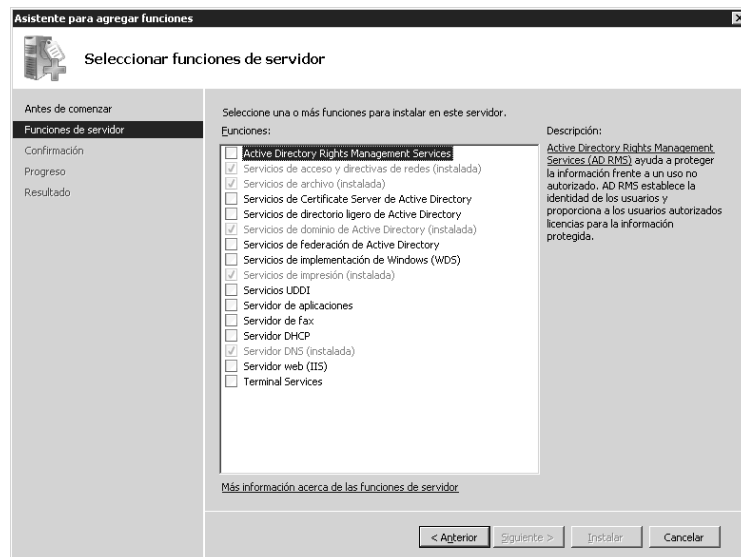 Asistente para agregar funciones
Seleccionar funciones de servidor
Antes de comenzar
Funciones de servidor
Confirmación
Progreso
Resultado
Seleccione una o más funciones para instalar en este servidor.
Funciones:
Active Directory Rights Management Services
Servicios de acceso y directivas de redes (instalada)
Servicios de archivo (instalada)
Servicios de Certificate Server de Active Directory
Servicios de directorio ligero de Active Directory
Servicios de dominio de Active Directory (instalada)
Servicios de federación de Active Directory
Servicios de implementación de Windows (WDS)
Servicios de impresión (instalada)
Servicios UDDI
Servidor de aplicaciones
Servidor de fax
Servidor DHCP
Servidor DNS (instalada)
Servidor web (IIS)
Terminal Services
Más información acerca de las funciones de servidor
Descripción:
Active Directory Rights Management
Services (AD RMS) ayuda a proteger
la información frente a un uso no
autorizado. AD RMS establece la
identidad de los usuarios y
proporciona a los usuarios autorizados
licencias para la información
protegida.
< Anterior
Siguiente >
Instalar
Cancelar